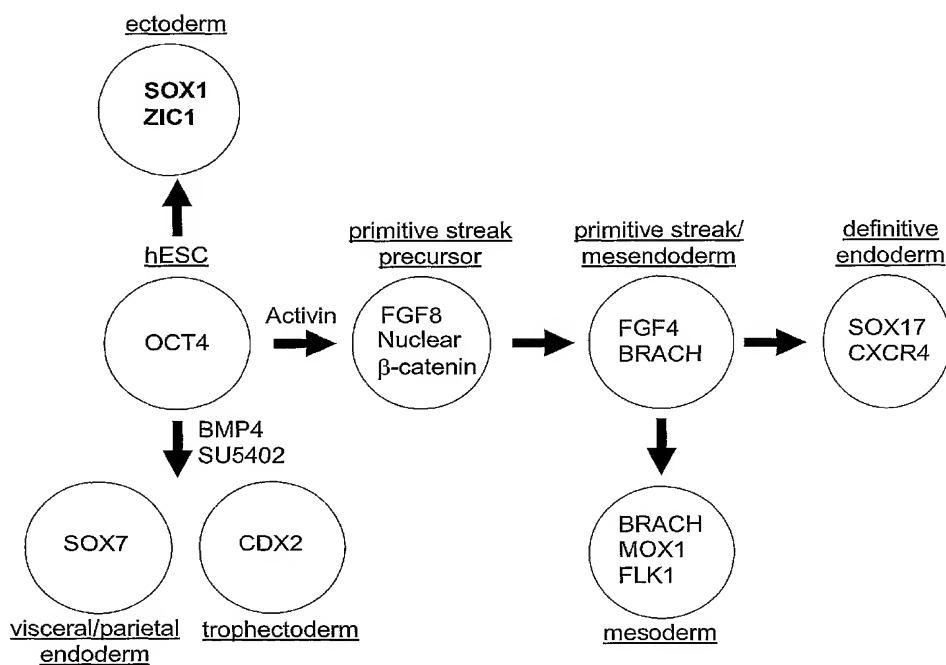 ectoderm
SOX1
ZIC1
hESC
OCT4
Activin
primitive streak
precursor
FGF8
Nuclear
β-catenin
primitive streak/
mesendoderm
FGF4
BRACH
definitive
endoderm
SOX17
CXCR4
BMP4
SU5402
SOX7
visceral/parietal
endoderm
CDX2
trophectoderm
BRACH
MOX1
FLK1
mesoderm